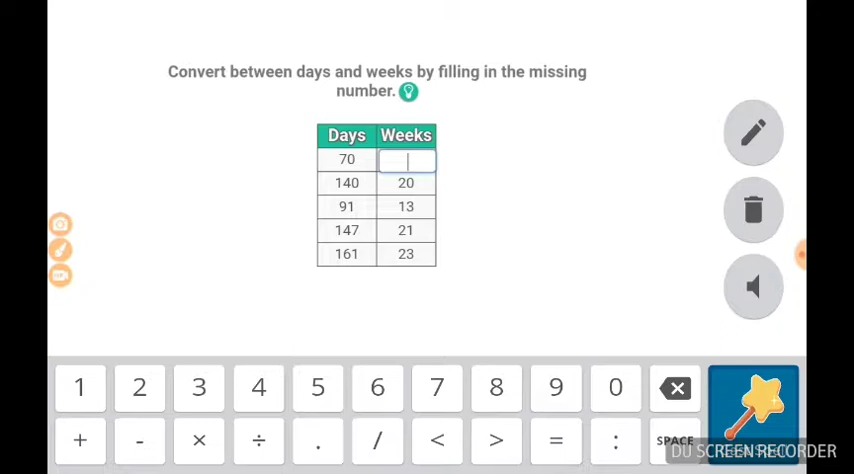 Convert between days and weeks by filling in the missing
number.
Days Weeks
70
140 20
91 13
147 21
161 23
1 2 3 4 5 6 7 8 9 0
+ - × ÷ . / < > = : SPACE
DU SCREEN RECORDER